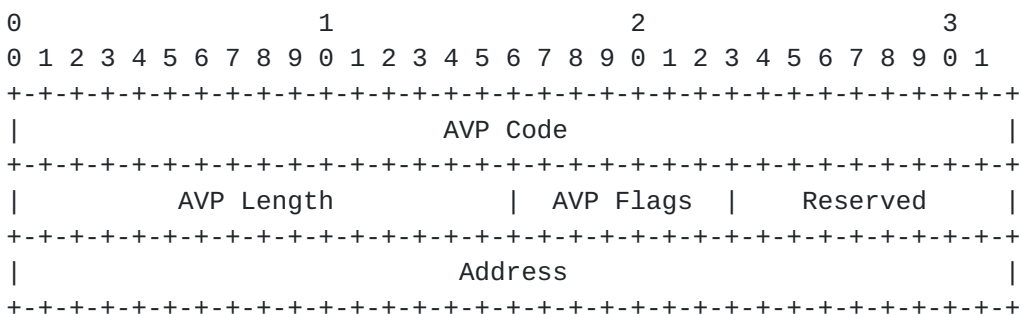 0                   1                   2                   3
0 1 2 3 4 5 6 7 8 9 0 1 2 3 4 5 6 7 8 9 0 1 2 3 4 5 6 7 8 9 0 1
+-+-+-+-+-+-+-+-+-+-+-+-+-+-+-+-+-+-+-+-+-+-+-+-+-+-+-+-+-+-+-+-+
|                           AVP Code                            |
+-+-+-+-+-+-+-+-+-+-+-+-+-+-+-+-+-+-+-+-+-+-+-+-+-+-+-+-+-+-+-+-+
|          AVP Length           |  AVP Flags  |    Reserved     |
+-+-+-+-+-+-+-+-+-+-+-+-+-+-+-+-+-+-+-+-+-+-+-+-+-+-+-+-+-+-+-+-+
|                            Address                            |
+-+-+-+-+-+-+-+-+-+-+-+-+-+-+-+-+-+-+-+-+-+-+-+-+-+-+-+-+-+-+-+-+